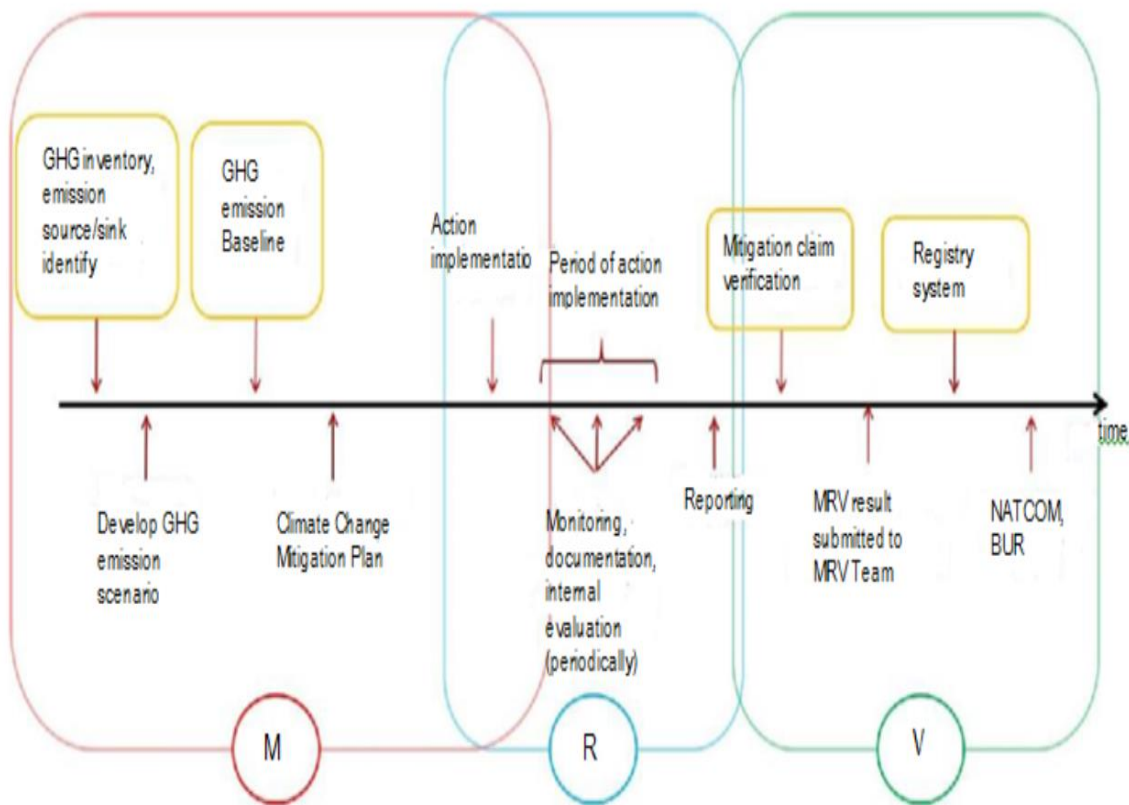 GHG inventory,
emission
source/sink
identify
GHG
emission
Baseline
Action
implementatio
Period of action
implementation
Mitigation claim
verification
Registry
system
time
Develop GHG
emission
scenario
Climate Change
Mitigation Plan
Monitoring,
documentation,
internal
evaluation
(periodically)
Reporting
MRV result
submitted to
MRV Team
NATCOM,
BUR
M
R
V